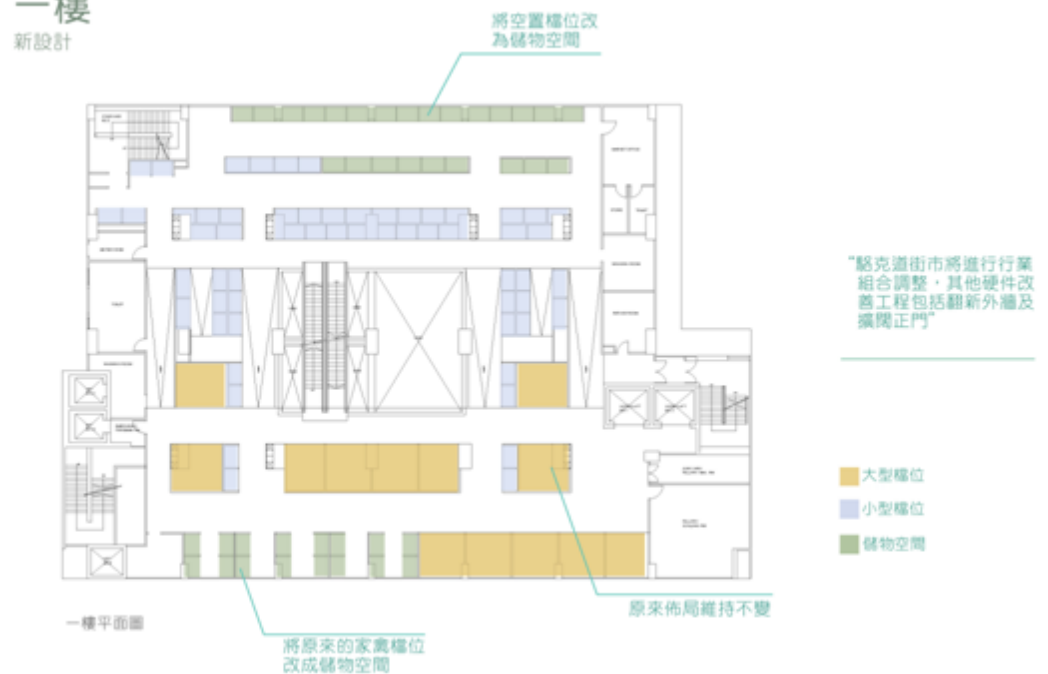 一樓
新設計
將空置檔位改
為儲物空間
“駱克道街市將進行行業
組合調整，其他硬件改
善工程包括翻新外牆及
擴闊正門”
大型檔位
小型檔位
儲物空間
原來佈局維持不變
一樓平面圖
將原來的家禽檔位
改成儲物空間